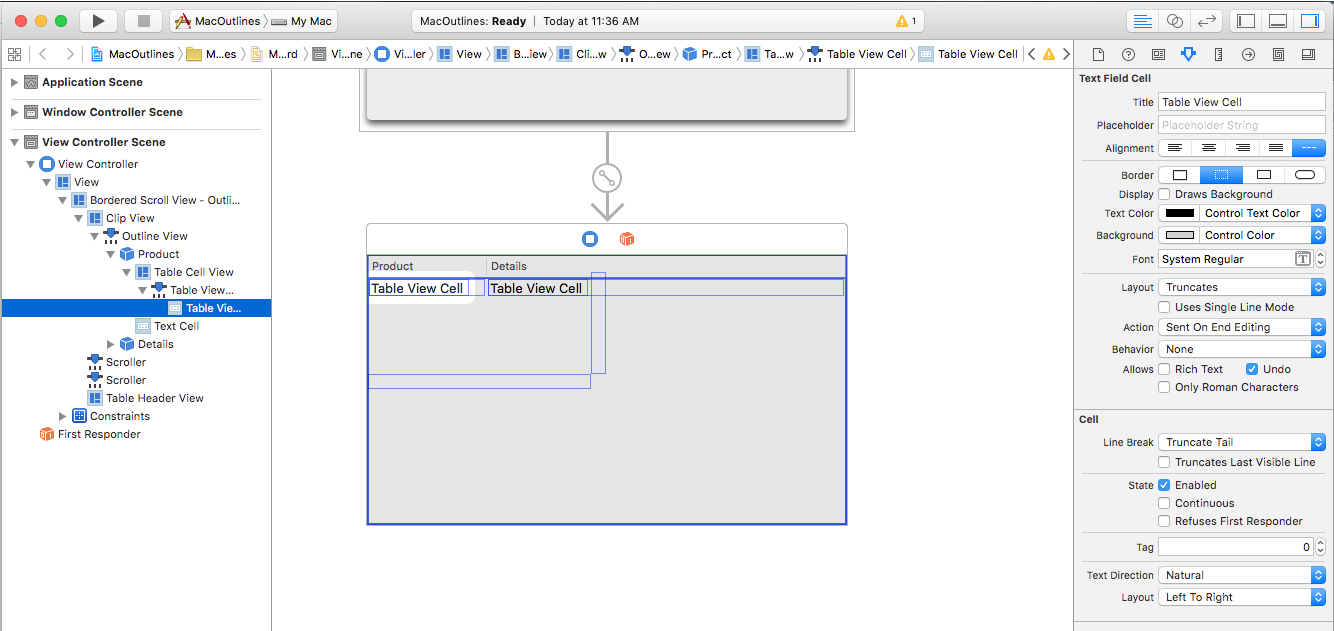 MacOutlines My Mac MacOutlines: Ready | Today at 11:36 AM 1
MacOutlines M...es M...rd Vi...ne Vi...ler View B...iew Cli...w O...ew Pr...ct Ta...w Table View Cell Table View Cell
Application Scene
Window Controller Scene
View Controller Scene
View Controller
View
Bordered Scroll View - Outli...
Clip View
Outline View
Product
Table Cell View
Table View...
Table Vie...
Text Cell
Details
Scroller
Scroller
Table Header View
Constraints
First Responder
Product Details
Table View Cell Table View Cell
Text Field Cell
Title Table View Cell
Placeholder Placeholder String
Alignment
Border
Display Draws Background
Text Color Control Text Color
Background Control Color
Font System Regular T
Layout Truncates
Uses Single Line Mode
Action Sent On End Editing
Behavior None
Allows Rich Text Undo
Only Roman Characters
Cell
Line Break Truncate Tail
Truncates Last Visible Line
State Enabled
Continuous
Refuses First Responder
Tag 0
Text Direction Natural
Layout Left To Right